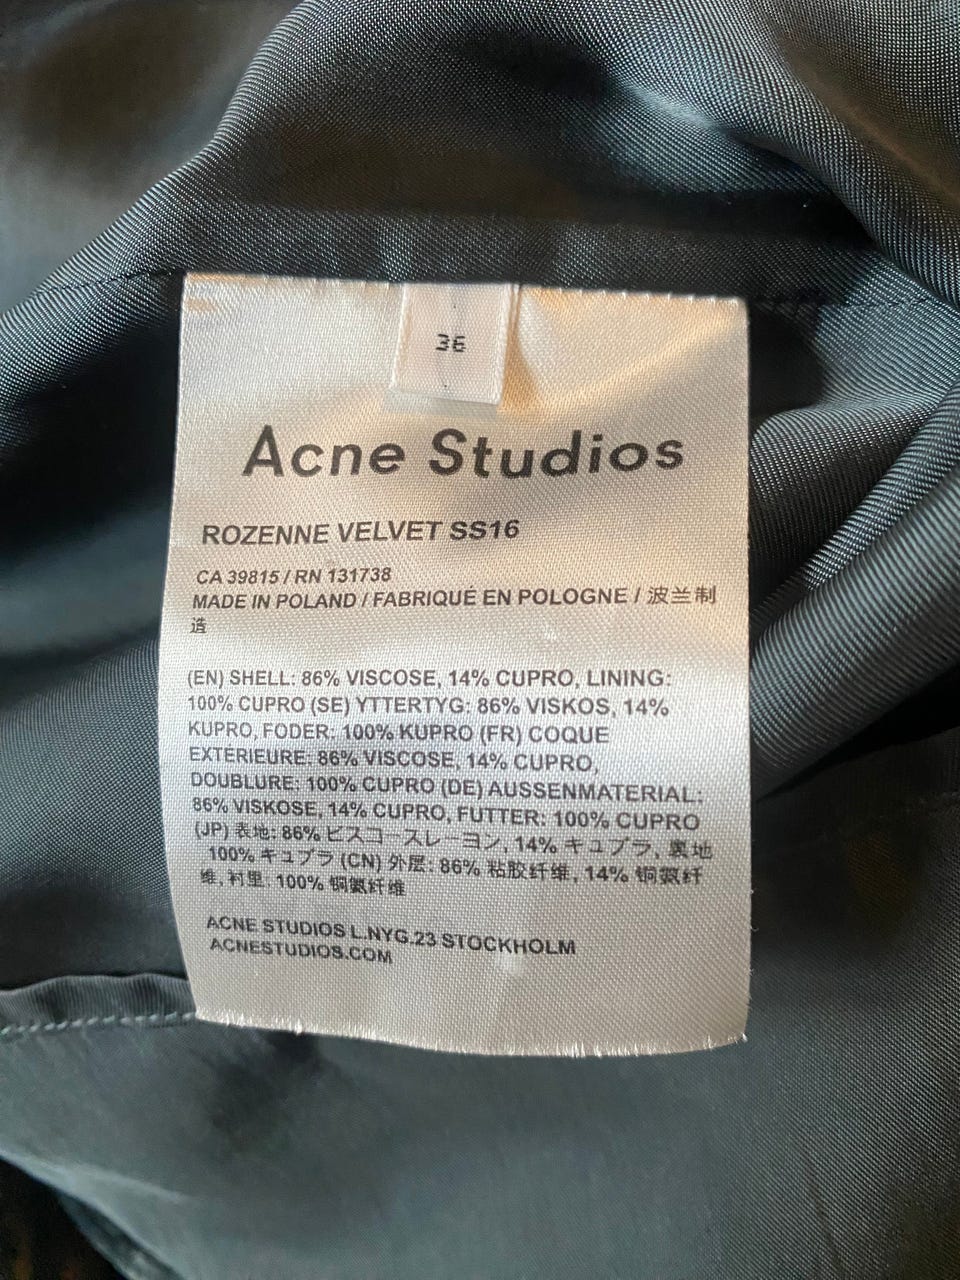 36
Acne Studios
ROZENNE VELVET SS16
CA 39815 / RN 131738
MADE IN POLAND / FABRIQUÉ EN POLOGNE / 波兰制
造
(EN) SHELL: 86% VISCOSE, 14% CUPRO, LINING:
100% CUPRO (SE) YTTERTYG: 86% VISKOS, 14%
KUPRO, FODER: 100% KUPRO (FR) COQUE
EXTERIEURE: 86% VISCOSE, 14% CUPRO,
DOUBLURE: 100% CUPRO (DE) AUSSENMATERIAL:
86% VISKOSE, 14% CUPRO, FUTTER: 100% CUPRO
(JP) 表地: 86% ビスコースレーヨン, 14% キュプラ, 裏地
100% キュプラ (CN) 外层: 86% 粘胶纤维, 14% 铜氨纤
维, 衬里: 100% 铜氨纤维
ACNE STUDIOS L.NYG.23 STOCKHOLM
ACNESTUDIOS.COM